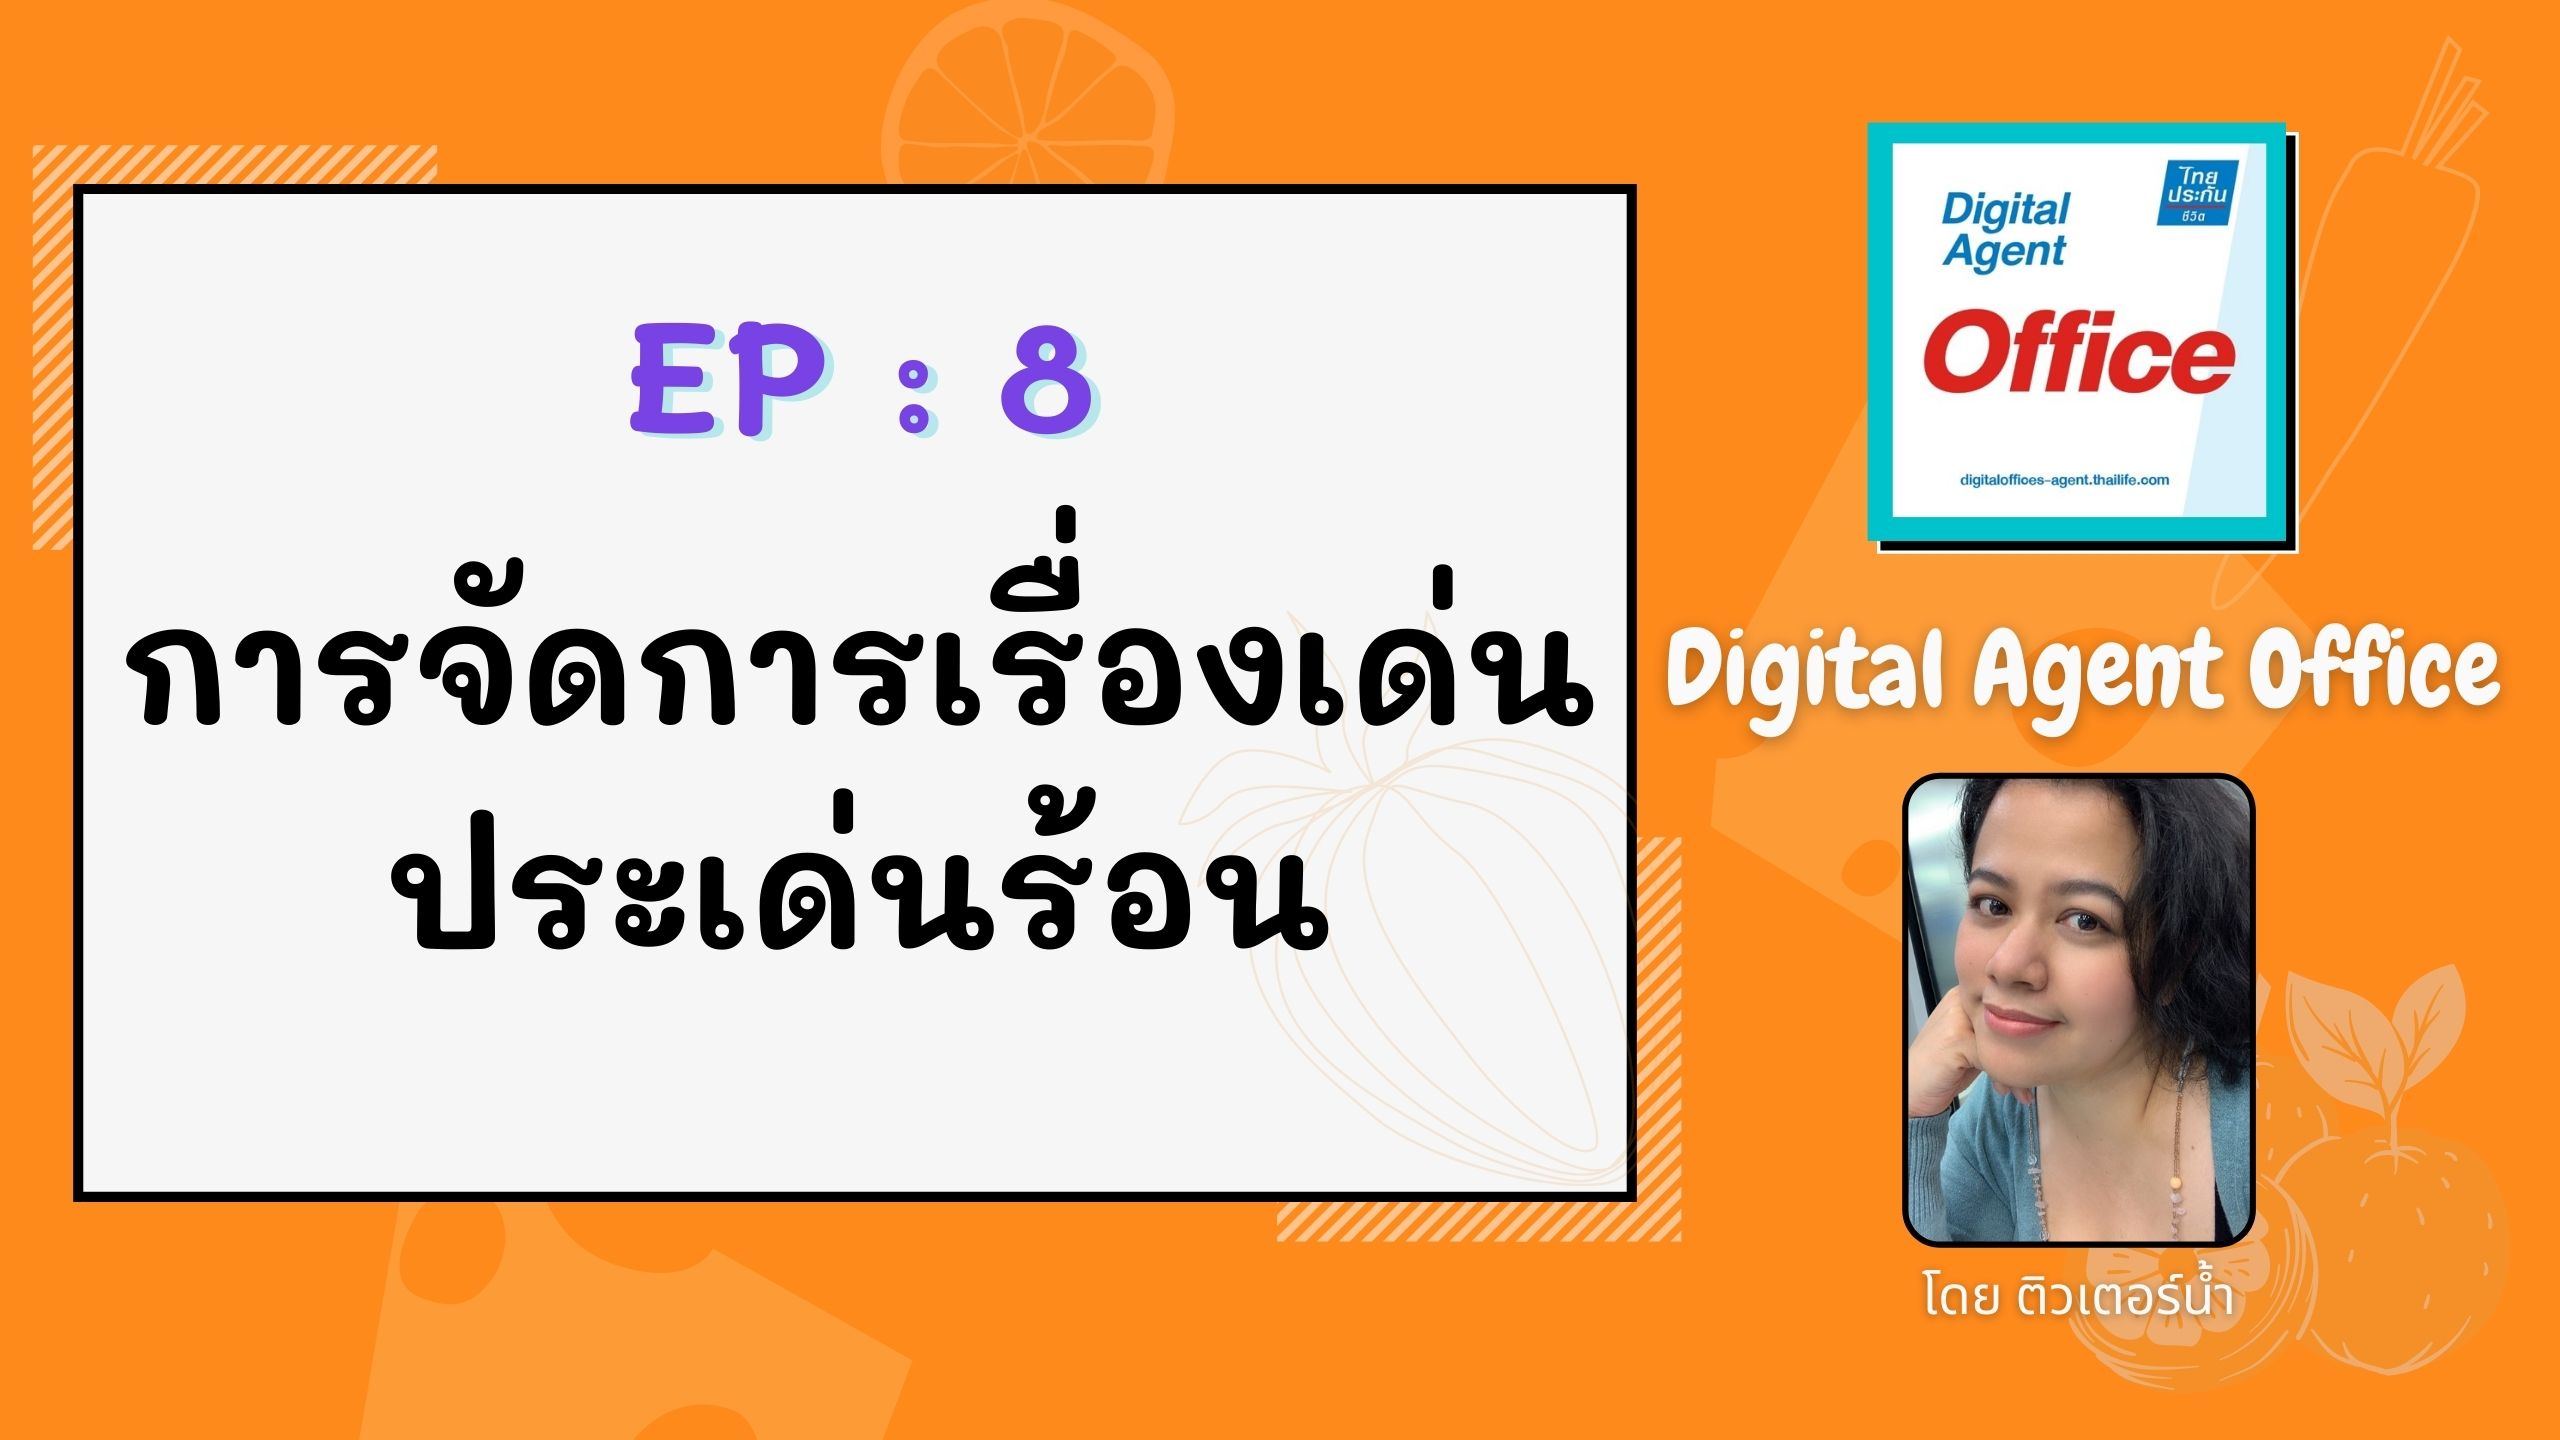 EP : 8
การจัดการเรื่องเด่น
ประเด่นร้อน
Digital
Agent
Office
ไทย
ประกัน
ชีวิต
digitaloffices-agent.thailife.com
Digital Agent Office
โดย ติวเตอร์น้ำ